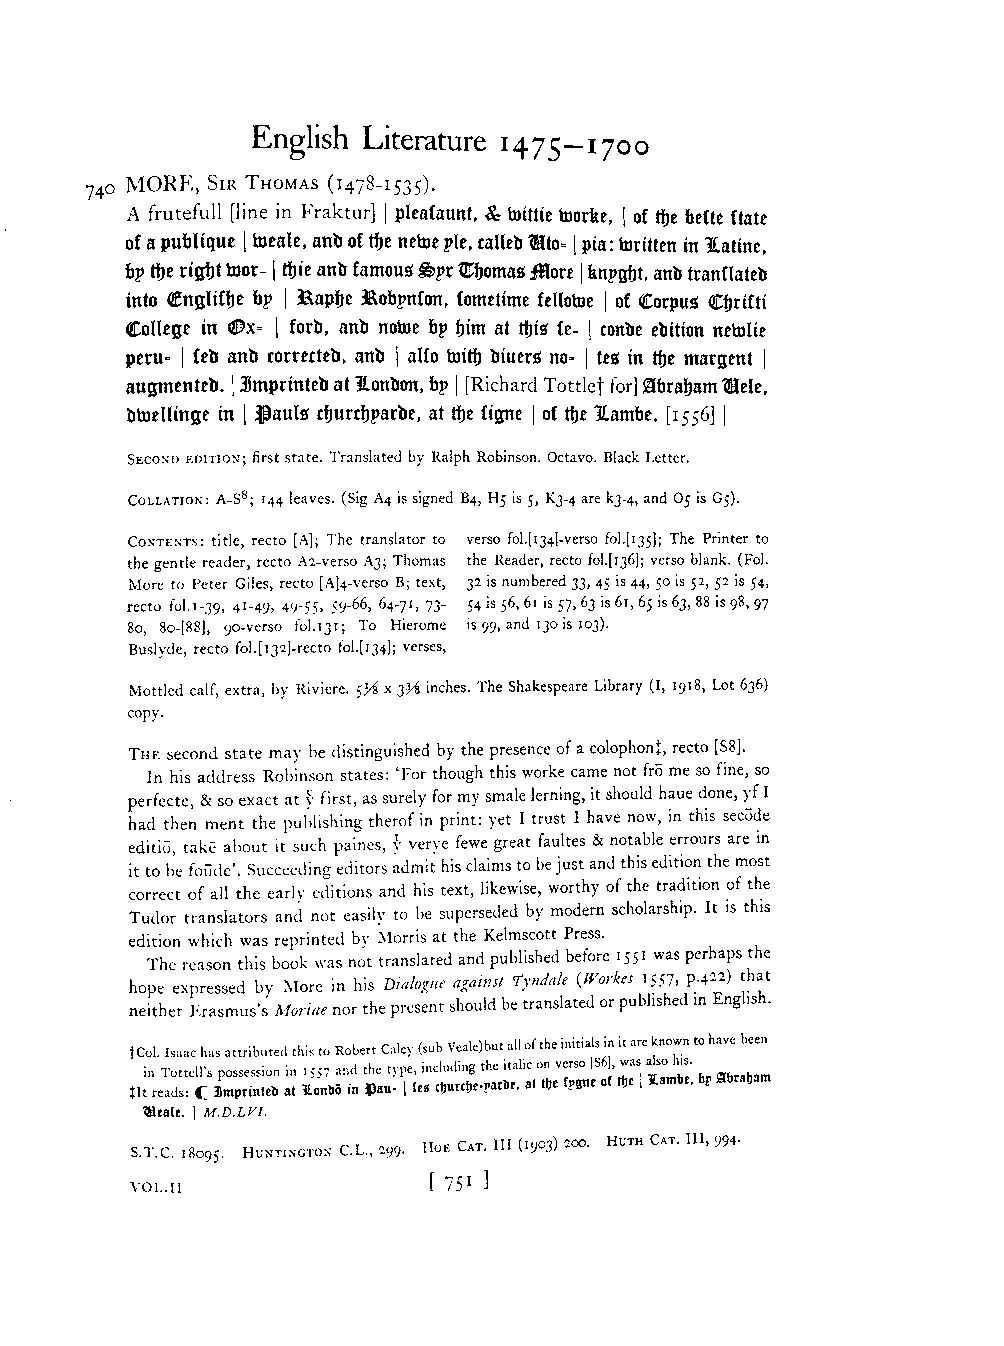 English Literature 1475—1700
740 MORE, SIR THOMAS (1478-1535).
A frutefull [line in Fraktur] | pleaſaunt, & wittie worke, | of the beſte ſtate
of a publique | weale, and of the newe yle, called Uto= | pia: written in Latine,
by the right wor- | thie and famous Syr Thomas More | knyght, and tranſlated
into Engliſhe by | Raphe Robynſon, ſometime fellowe | of Corpus Chriſti
College in Ox= | ford, and nowe by him at this ſe- | conde edition newlie
peru- | ſed and corrected, and | alſo with diuers no- | tes in the margent |
augmented. | Imprinted at London, by | [Richard Tottle† for] Abraham Uele,
dwellinge in | Pauls churchyarde, at the ſigne | of the Lambe. [1556] |
SECOND EDITION; first state. Translated by Ralph Robinson. Octavo. Black Letter.
COLLATION: A-S8; 144 leaves. (Sig A4 is signed B4, H5 is 5, K3-4 are k3-4, and O5 is G5).
CONTENTS: title, recto [A]; The translator to
the gentle reader, recto A2-verso A3; Thomas
More to Peter Giles, recto [A]4-verso B; text,
recto fol.1-39, 41-49, 49-55, 59-66, 64-71, 73-
80, 80-[88], 90-verso fol.131; To Hierome
Buslyde, recto fol.[132]-recto fol.[134]; verses,
verso fol.[134]-verso fol.[135]; The Printer to
the Reader, recto fol.[136]; verso blank. (Fol.
32 is numbered 33, 45 is 44, 50 is 52, 52 is 54,
54 is 56, 61 is 57, 63 is 61, 65 is 63, 88 is 98, 97
is 99, and 130 is 103).
Mottled calf, extra, by Riviere. 5⅛ x 3⅜ inches. The Shakespeare Library (I, 1918, Lot 636)
copy.
THE second state may be distinguished by the presence of a colophon‡, recto [S8].
In his address Robinson states: ‘For though this worke came not frō me so fine, so
perfecte, & so exact at yͤ first, as surely for my smale lerning, it should haue done, yf I
had then ment the publishing therof in print: yet I trust I have now, in this secōde
editiō, takē about it such paines, yͭ verye fewe great faultes & notable errours are in
it to be foūde’. Succeeding editors admit his claims to be just and this edition the most
correct of all the early editions and his text, likewise, worthy of the tradition of the
Tudor translators and not easily to be superseded by modern scholarship. It is this
edition which was reprinted by Morris at the Kelmscott Press.
The reason this book was not translated and published before 1551 was perhaps the
hope expressed by More in his Dialogue against Tyndale (Workes 1557, p.422) that
neither Erasmus's Moriae nor the present should be translated or published in English.
†Col. Isaac has attributed this to Robert Caley (sub Veale) but all of the initials in it are known to have been
in Tottell's possession in 1557 and the type, including the italic on verso [S6], was also his.
‡It reads: ¶ Imprinted at Londō in Pau- | les churche-yarde, at the ſygne of the | Lambe, by Abraham
Ueale. | M.D.LVI.
S.T.C. 18095. HUNTINGTON C.L., 299. HOE CAT. III (1903) 200. HUTH CAT. III, 994.
VOL.II [ 751 ]